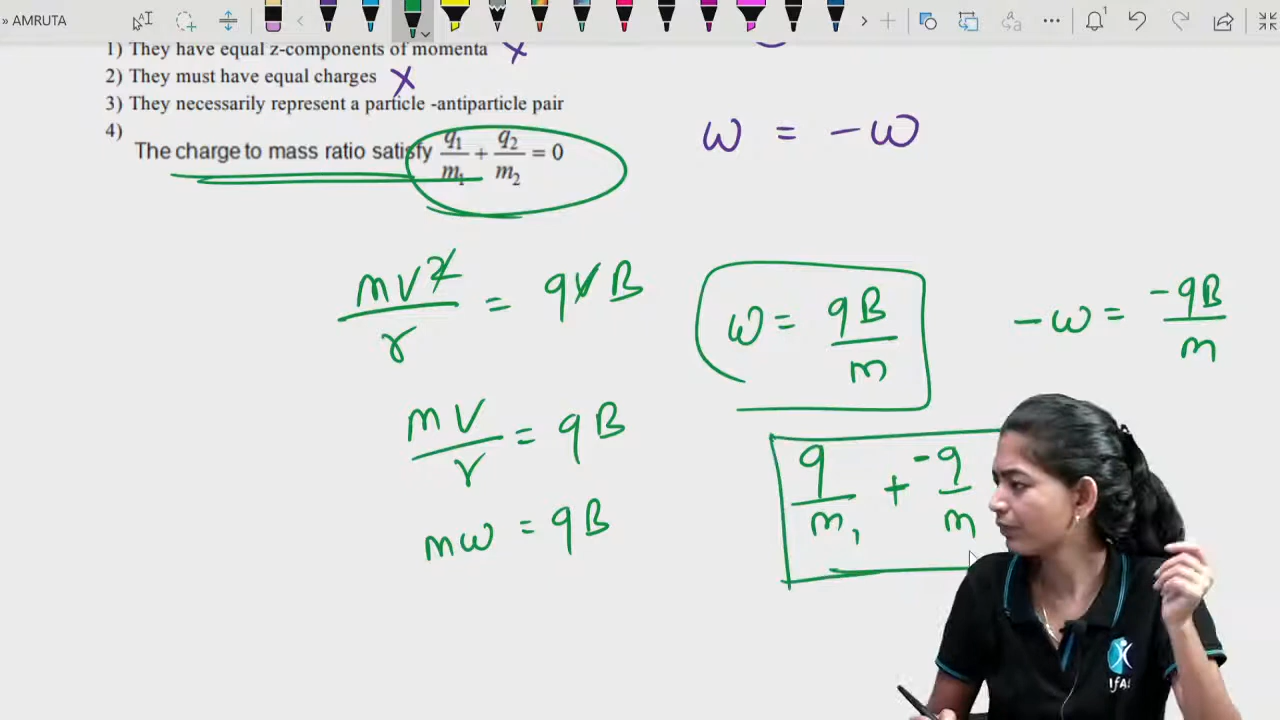 » AMRUTA
1) They have equal z-components of momenta ×
2) They must have equal charges ×
3) They necessarily represent a particle -antiparticle pair
4)
The charge to mass ratio satisfy q₁/m₁ + q₂/m₂ = 0
ω = -ω
mv²/r = qvB
ω = qB/m
-ω = -qB/m
mv/r = qB
q/m₁ + -q/m
mω = qB
IFAS